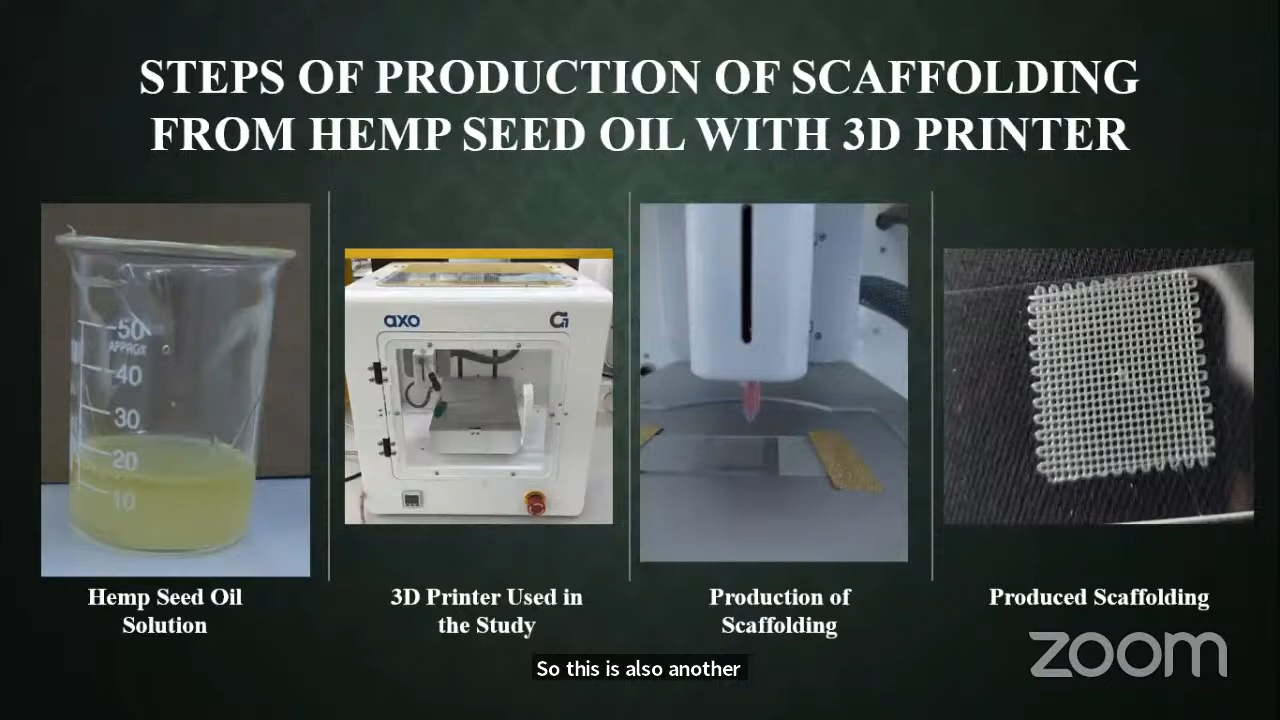 STEPS OF PRODUCTION OF SCAFFOLDING
FROM HEMP SEED OIL WITH 3D PRINTER
50
APPROX
40
30
20
10
axo
Hemp Seed Oil
Solution
3D Printer Used in
the Study
Production of
Scaffolding
Produced Scaffolding
So this is also another
zoom